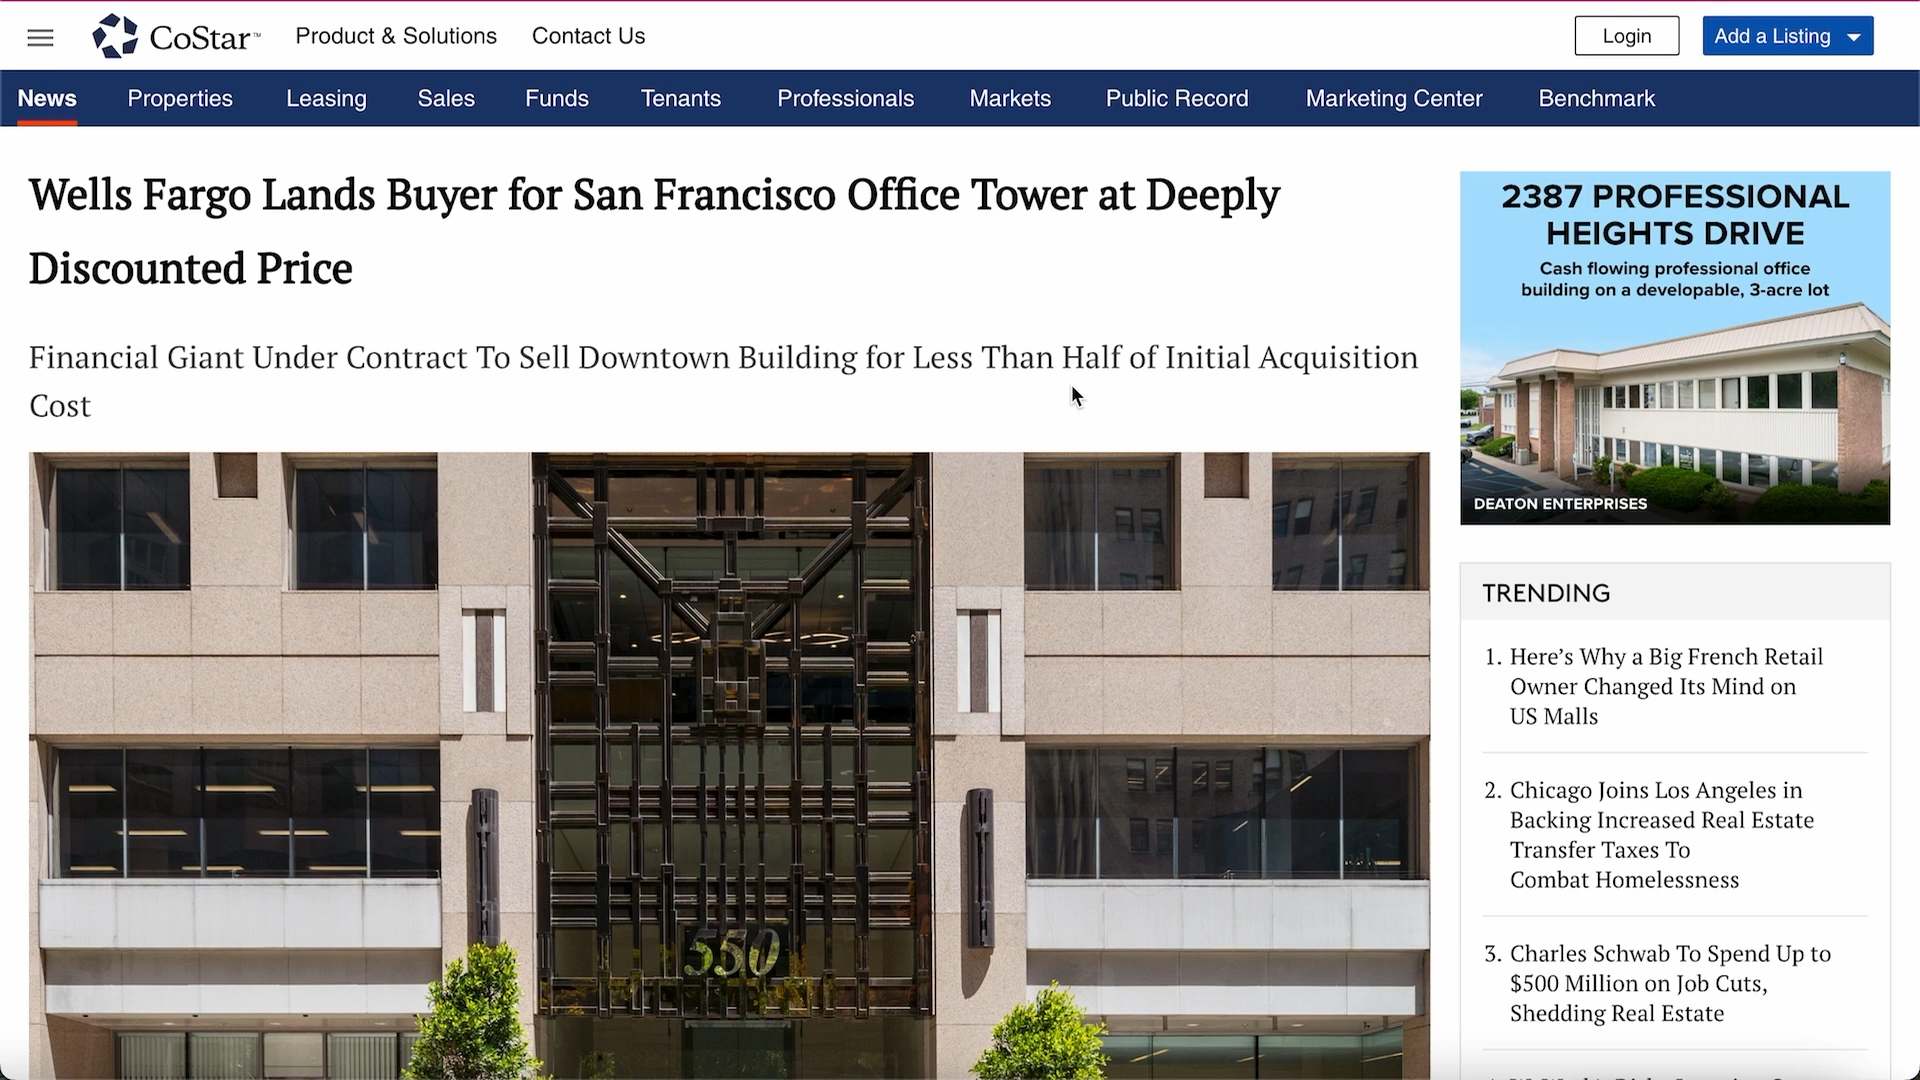 CoStar™
Product & Solutions
Contact Us
Login
Add a Listing
News
Properties
Leasing
Sales
Funds
Tenants
Professionals
Markets
Public Record
Marketing Center
Benchmark
Wells Fargo Lands Buyer for San Francisco Office Tower at Deeply
Discounted Price
Financial Giant Under Contract To Sell Downtown Building for Less Than Half of Initial Acquisition
Cost
550
2387 PROFESSIONAL
HEIGHTS DRIVE
Cash flowing professional office
building on a developable, 3-acre lot
DEATON ENTERPRISES
TRENDING
1. Here’s Why a Big French Retail
Owner Changed Its Mind on
US Malls
2. Chicago Joins Los Angeles in
Backing Increased Real Estate
Transfer Taxes To
Combat Homelessness
3. Charles Schwab To Spend Up to
$500 Million on Job Cuts,
Shedding Real Estate